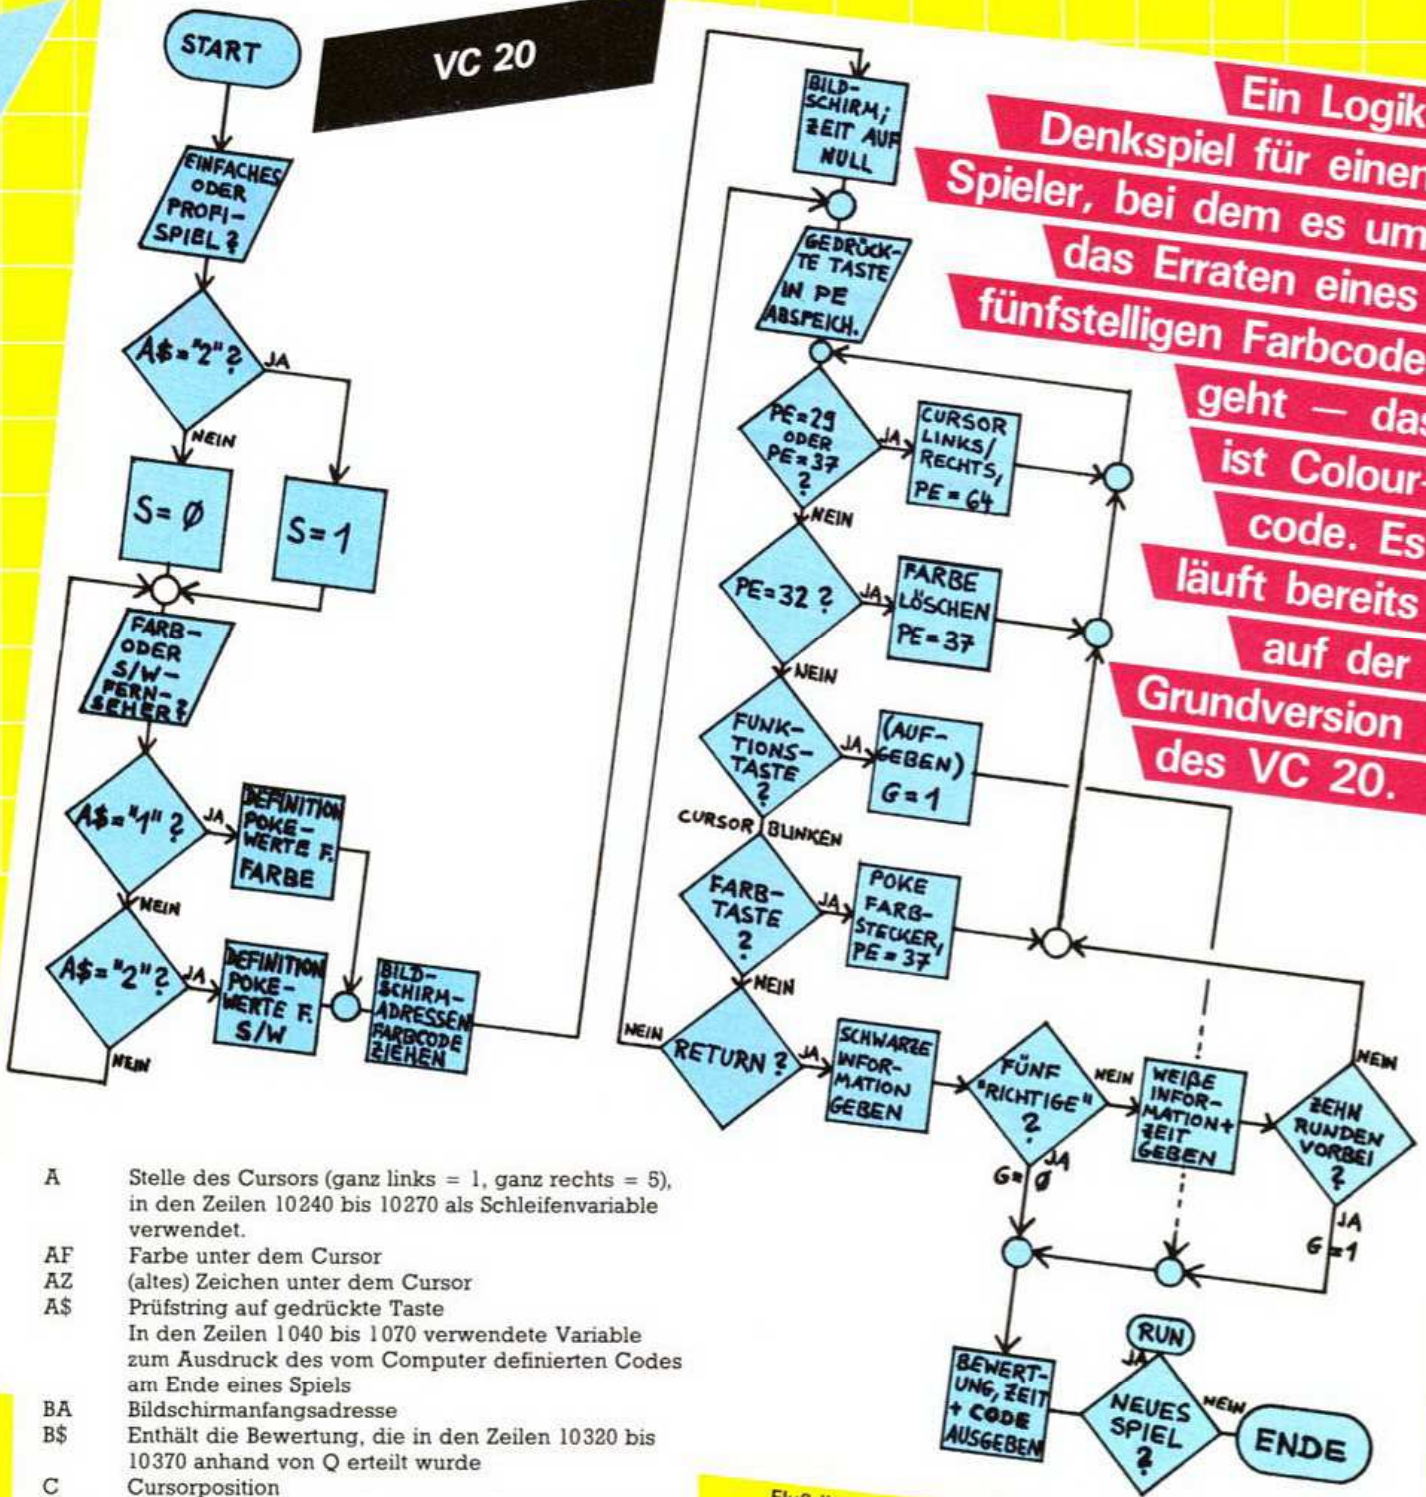 START
VC 20
EINFACHES
ODER
PROFI-
SPIEL?
A$="2"?
JA
NEIN
S=Ø
S=1
FARB-
ODER
S/W-
FERN-
SEHER?
A$="1"?
JA
DEFINITION
POKE-
WERTE F.
FARBE
NEIN
A$="2"?
JA
DEFINITION
POKE-
WERTE F.
S/W
NEIN
BILD-
SCHIRM-
ADRESSEN
FARBCODE
ZIEHEN
BILD-
SCHIRM;
ZEIT AUF
NULL
GEDRÜCK-
TE TASTE
IN PE
ABSPEICH.
PE=29
ODER
PE=37
?
JA
CURSOR
LINKS/
RECHTS,
PE=64
NEIN
PE=32?
JA
FARBE
LÖSCHEN
PE=37
NEIN
FUNK-
TIONS-
TASTE
?
JA
(AUF-
GEBEN)
G=1
CURSOR BLINKEN
FARB-
TASTE
?
JA
POKE
FARB-
STECKER,
PE=37
NEIN
NEIN
RETURN?
JA
SCHWARZE
INFOR-
MATION
GEBEN
FÜNF
"RICHTIGE"
?
NEIN
JA
G=Ø
WEIßE
INFOR-
MATION+
ZEIT
GEBEN
NEIN
ZEHN
RUNDEN
VORBEI
?
JA
G=1
BEWERT-
UNG, ZEIT
+ CODE
AUSGEBEN
RUN
JA
NEUES
SPIEL
?
NEIN
ENDE
Ein Logik
Denkspiel für einen
Spieler, bei dem es um
das Erraten eines
fünfstelligen Farbcode
geht — das
ist Colour-
code. Es
läuft bereits
auf der
Grundversion
des VC 20.
A Stelle des Cursors (ganz links = 1, ganz rechts = 5),
in den Zeilen 10240 bis 10270 als Schleifenvariable
verwendet.
AF Farbe unter dem Cursor
AZ (altes) Zeichen unter dem Cursor
A$ Prüfstring auf gedrückte Taste
In den Zeilen 1040 bis 1070 verwendete Variable
zum Ausdruck des vom Computer definierten Codes
am Ende eines Spiels
BA Bildschirmanfangsadresse
B$ Enthält die Bewertung, die in den Zeilen 10320 bis
10370 anhand von Q erteilt wurde
C Cursorposition